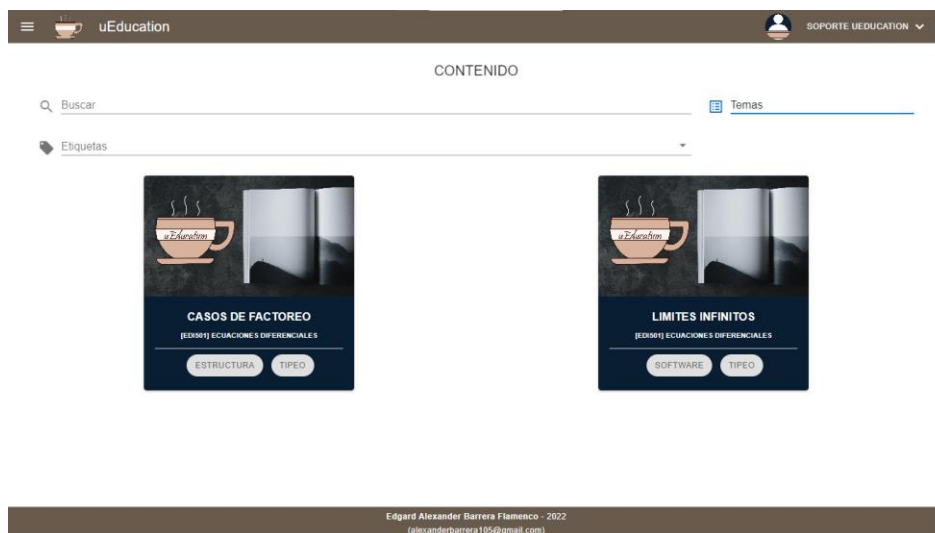 uEducation
SOPORTE UEDUCATION
CONTENIDO
Buscar
Temas
Etiquetas
uEducation
uEducation
CASOS DE FACTOREO
[EDI501] ECUACIONES DIFERENCIALES
ESTRUCTURA TIPEO
LIMITES INFINITOS
[EDI501] ECUACIONES DIFERENCIALES
SOFTWARE TIPEO
Edgard Alexander Barrera Flamenco - 2022
(alexanderbarrera105@gmail.com)